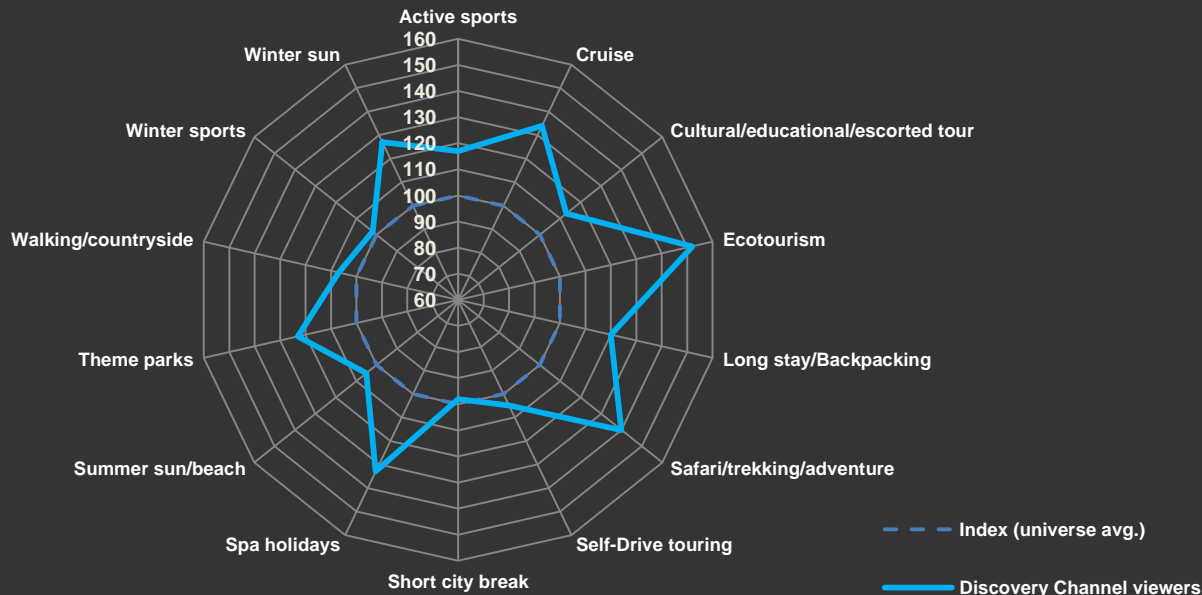 Active sports
Cruise
Cultural/educational/escorted tour
Ecotourism
Long stay/Backpacking
Safari/trekking/adventure
Self-Drive touring
Short city break
Spa holidays
Summer sun/beach
Theme parks
Walking/countryside
Winter sports
Winter sun
160
150
140
130
120
110
100
90
80
70
60
Index (universe avg.)
Discovery Channel viewers